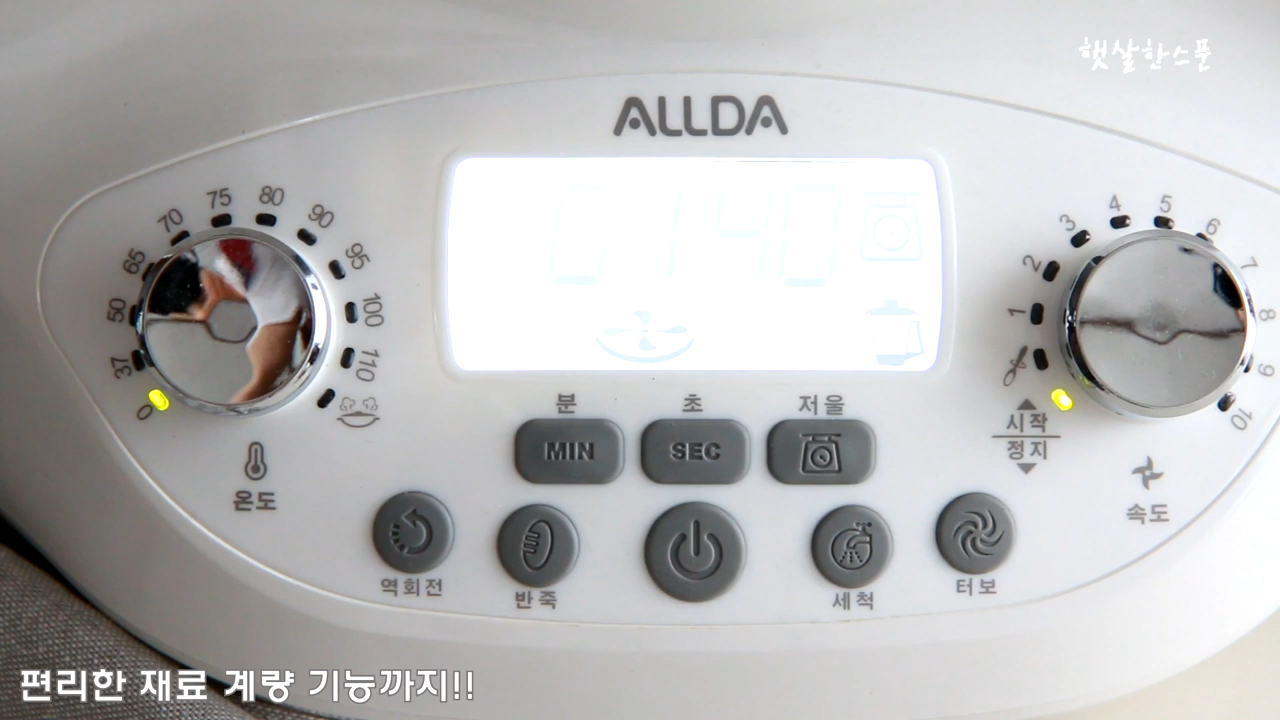 햇살한스푼
ALLDA
0 37 50 65 70 75 80 90 95 100 110
1 2 3 4 5 6 7 8 9 10
온도
분 초 저울
MIN SEC
시작
정지
속도
역회전 반죽 세척 터보
편리한 재료 계량 기능까지!!